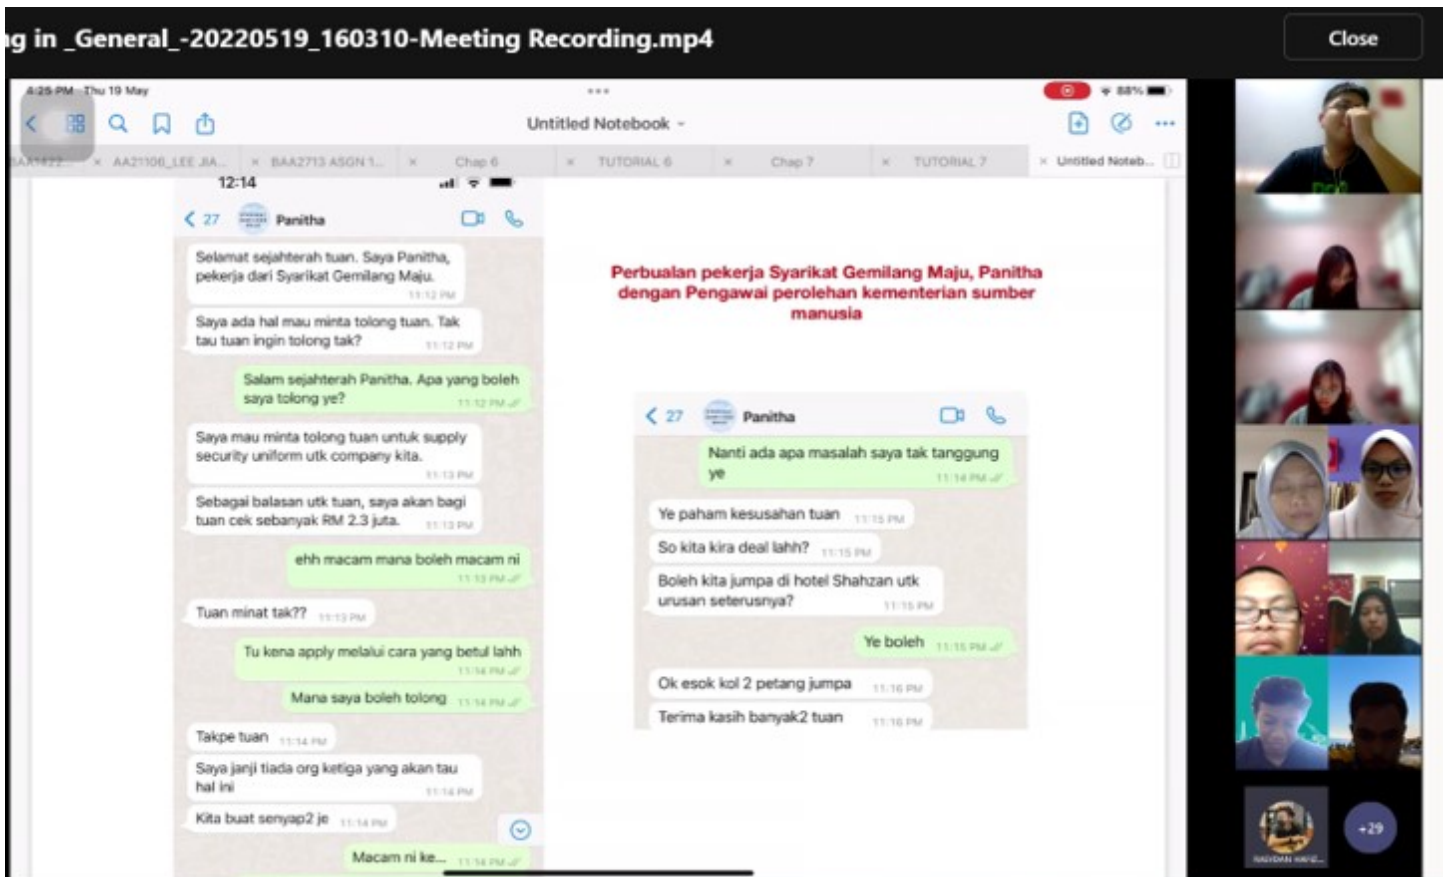 ng in _General_-20220519_160310-Meeting Recording.mp4
Close
4:25 PM Thu 19 May
88%
Untitled Notebook
AA21106_LEE JIA...
BAA2713 ASGN 1...
Chap 6
TUTORIAL 6
Chap 7
TUTORIAL 7
Untitled Noteb...
12:14
27
Panitha
Selamat sejahterah tuan. Saya Panitha,
pekerja dari Syarikat Gemilang Maju.
11:12 PM
Saya ada hal mau minta tolong tuan. Tak
tau tuan ingin tolong tak?
11:12 PM
Salam sejahterah Panitha. Apa yang boleh
saya tolong ye?
11:12 PM
Saya mau minta tolong tuan untuk supply
security uniform utk company kita.
11:13 PM
Sebagai balasan utk tuan, saya akan bagi
tuan cek sebanyak RM 2.3 juta.
11:13 PM
ehh macam mana boleh macam ni
11:13 PM
Tuan minat tak?? 11:13 PM
Tu kena apply melalui cara yang betul lahh
11:14 PM
Mana saya boleh tolong 11:14 PM
Takpe tuan 11:14 PM
Saya janji tiada org ketiga yang akan tau
hal ini
11:14 PM
Kita buat senyap2 je 11:14 PM
Macam ni ke... 11:14 PM
Perbualan pekerja Syarikat Gemilang Maju, Panitha
dengan Pengawai perolehan kementerian sumber
manusia
27
Panitha
Nanti ada apa masalah saya tak tanggung
ye
11:14 PM
Ye paham kesusahan tuan 11:15 PM
So kita kira deal lahh? 11:15 PM
Boleh kita jumpa di hotel Shahzan utk
urusan seterusnya?
11:15 PM
Ye boleh 11:15 PM
Ok esok kol 2 petang jumpa 11:16 PM
Terima kasih banyak2 tuan 11:16 PM
+29